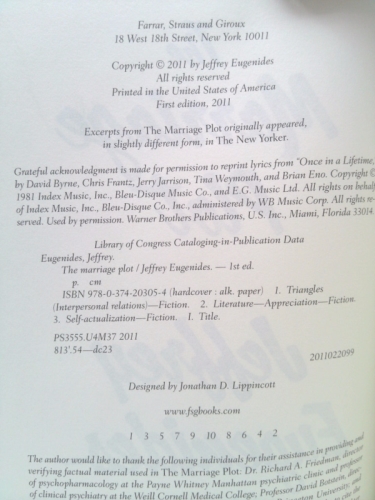 Farrar, Straus and Giroux
18 West 18th Street, New York 10011
Copyright © 2011 by Jeffrey Eugenides
All rights reserved
Printed in the United States of America
First edition, 2011
Excerpts from The Marriage Plot originally appeared,
in slightly different form, in The New Yorker.
Grateful acknowledgment is made for permission to reprint lyrics from "Once in a Lifetime,
by David Byrne, Chris Frantz, Jerry Jarrison, Tina Weymouth, and Brian Eno. Copyright ©
1981 Index Music, Inc., Bleu-Disque Music Co., and E.G. Music Ltd. All rights on behalf
of Index Music, Inc., Bleu-Disque Co., Inc., administered by WB Music Corp. All rights re-
served. Used by permission. Warner Brothers Publications, U.S. Inc., Miami, Florida 33014
Library of Congress Cataloging-in-Publication Data
Eugenides, Jeffrey.
The marriage plot / Jeffrey Eugenides. — 1st ed.
p. cm
ISBN 978-0-374-20305-4 (hardcover : alk. paper) 1. Triangles
(Interpersonal relations)—Fiction. 2. Literature—Appreciation—Fiction.
3. Self-actualization—Fiction. I. Title.
PS3555.U4M37 2011
813'.54—dc23
2011022099
Designed by Jonathan D. Lippincott
www.fsgbooks.com
1 3 5 7 9 10 8 6 4 2
The author would like to thank the following individuals for their assistance in providing and
verifying factual material used in The Marriage Plot: Dr. Richard A. Friedman, director
of psychopharmacology at the Payne Whitney Manhattan psychiatric clinic and professor
of clinical psychiatry at the Weill Cornell Medical College; Professor David Botstein, direc-